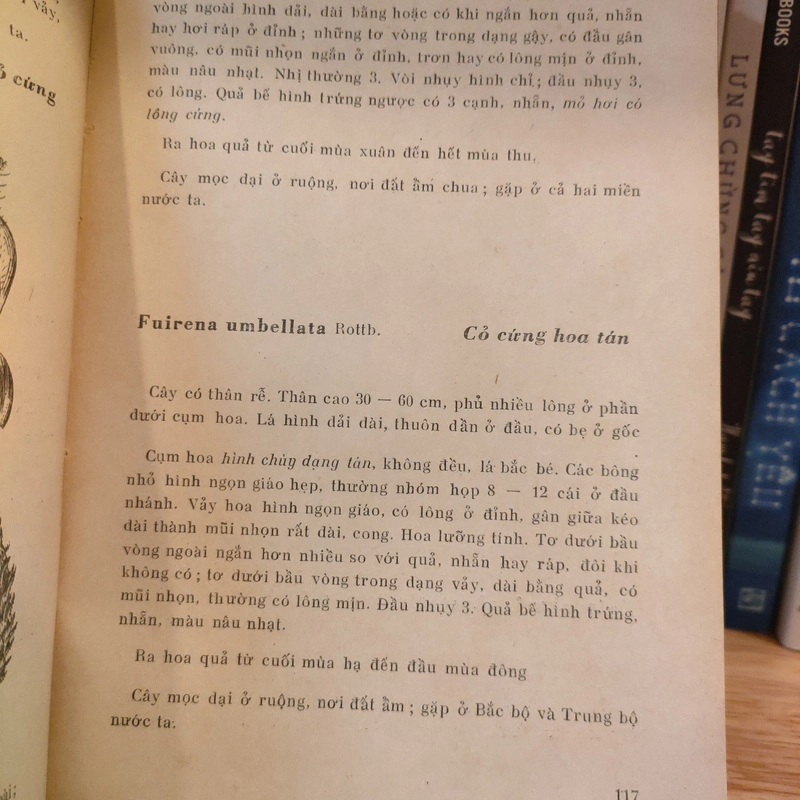 vảy,
ta.
cỏ cứng
vòng ngoài hình dải, dài bằng hoặc có khi ngắn hơn quả, nhẵn
hay hơi ráp ở đỉnh; những tơ vòng trong dạng gậy, có đầu gần
vuông, có mũi nhọn ngắn ở đỉnh, trơn hay có lông mịn ở đỉnh,
màu nâu nhạt. Nhị thường 3. Vòi nhụy hình chỉ; đầu nhụy 3,
có lông. Quả bế hình trứng ngược có 3 cạnh, nhẵn, mỏ hơi có
lông cứng.
Ra hoa quả từ cuối mùa xuân đến hết mùa thu.
Cây mọc dại ở ruộng, nơi đất ẩm chua; gặp ở cả hai miền
nước ta.
Fuirena umbellata Rottb. Cỏ cứng hoa tán
Cây có thân rễ. Thân cao 30 — 60 cm, phủ nhiều lông ở phần
dưới cụm hoa. Lá hình dải dài, thuôn dần ở đầu, có bẹ ở gốc
Cụm hoa hình chùy dạng tán, không đều, lá bắc bé. Các bông
nhỏ hình ngọn giáo hẹp, thường nhóm họp 8 — 12 cái ở đầu
nhánh. Vảy hoa hình ngọn giáo, có lông ở đỉnh, gân giữa kéo
dài thành mũi nhọn rất dài, cong. Hoa lưỡng tính. Tơ dưới bầu
vòng ngoài ngắn hơn nhiều so với quả, nhẵn hay ráp, đôi khi
không có; tơ dưới bầu vòng trong dạng vảy, dài bằng quả, có
mũi nhọn, thường có lông mịn. Đầu nhụy 3. Quả bế hình trứng,
nhẵn, màu nâu nhạt.
Ra hoa quả từ cuối mùa hạ đến đầu mùa đông
Cây mọc dại ở ruộng, nơi đất ẩm; gặp ở Bắc bộ và Trung bộ
nước ta.
117
LƯNG CHỪNG
BOOKS
CÁCH YÊU